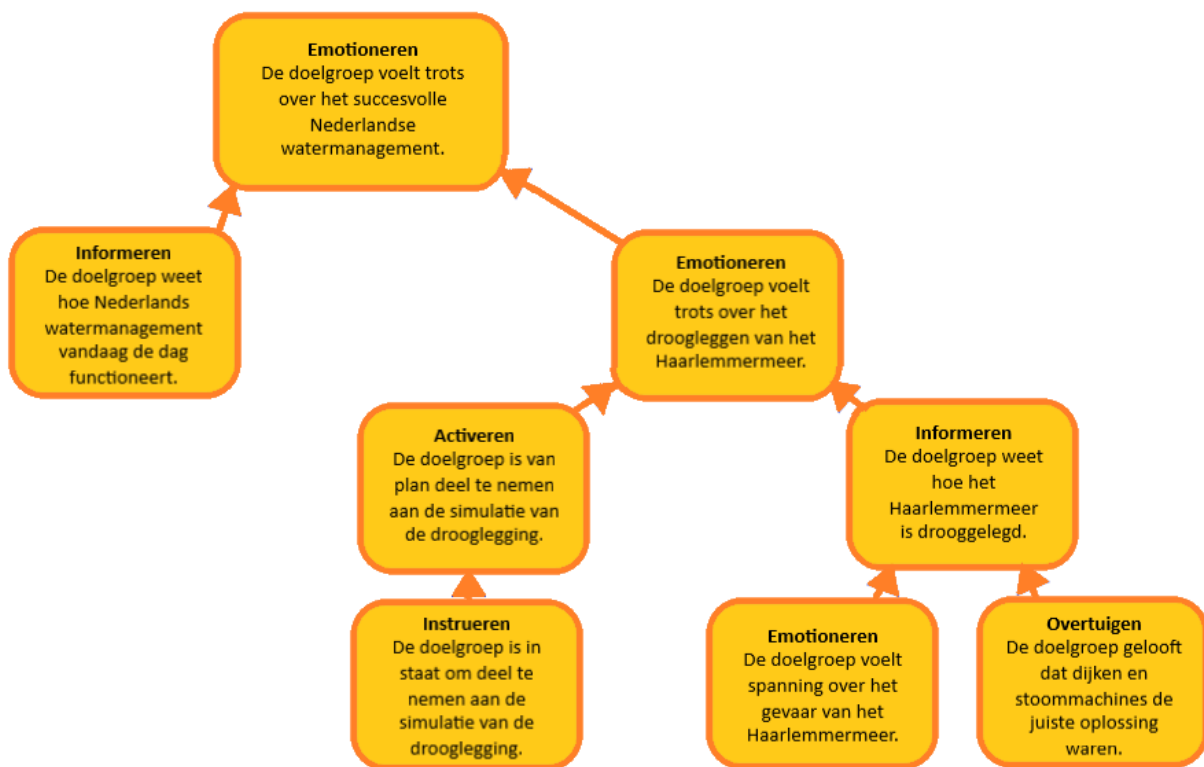 Emotioneren
De doelgroep voelt trots
over het succesvolle
Nederlandse
watermanagement.
Informeren
De doelgroep weet
hoe Nederlands
watermanagement
vandaag de dag
functioneert.
Emotioneren
De doelgroep voelt
trots over het
droogleggen van het
Haarlemmermeer.
Activeren
De doelgroep is van
plan deel te nemen
aan de simulatie van
de drooglegging.
Informeren
De doelgroep weet
hoe het
Haarlemmermeer
is drooggelegd.
Instrueren
De doelgroep is in
staat om deel te
nemen aan de
simulatie van de
drooglegging.
Emotioneren
De doelgroep voelt
spanning over het
gevaar van het
Haarlemmermeer.
Overtuigen
De doelgroep gelooft
dat dijken en
stoommachines de
juiste oplossing
waren.